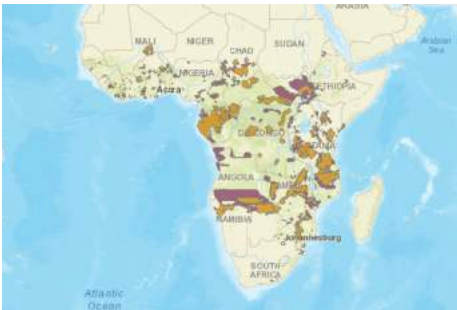 ARABIA
Arabian
Sea
MALI
NIGER
CHAD
SUDAN
NIGERIA
ETHIOPIA
Accra
DR CONGO
TANZANIA
ANGOLA
ZAMBIA
NAMIBIA
Johannesburg
SOUTH
AFRICA
Atlantic
Ocean